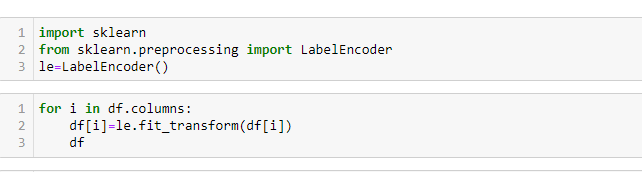 1 import sklearn
2 from sklearn.preprocessing import LabelEncoder
3 le=LabelEncoder()
1 for i in df.columns:
2     df[i]=le.fit_transform(df[i])
3     df